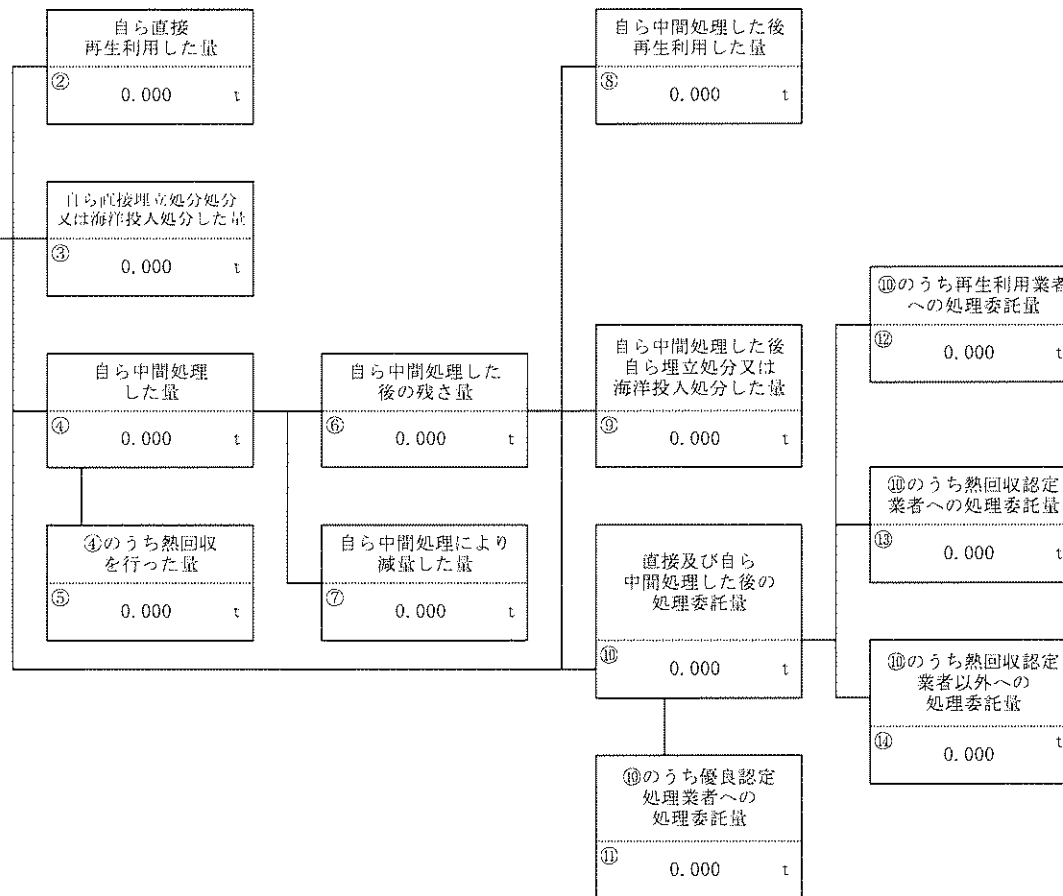 自ら直接
再生利用した量
②
0.000 t
自ら直接埋立処分処分
又は海洋投入処分した量
③
0.000 t
自ら中間処理
した量
④
0.000 t
④のうち熱回収
を行った量
⑤
0.000 t
自ら中間処理した
後の残さ量
⑥
0.000 t
自ら中間処理により
減量した量
⑦
0.000 t
自ら中間処理した後
再生利用した量
⑧
0.000 t
自ら中間処理した後
自ら埋立処分又は
海洋投入処分した量
⑨
0.000 t
直接及び自ら
中間処理した後の
処理委託量
⑩
0.000 t
⑩のうち優良認定
処理業者への
処理委託量
⑪
0.000 t
⑩のうち再生利用業者
への処理委託量
⑫
0.000 t
⑩のうち熱回収認定
業者への処理委託量
⑬
0.000 t
⑩のうち熱回収認定
業者以外への
処理委託量
⑭
0.000 t